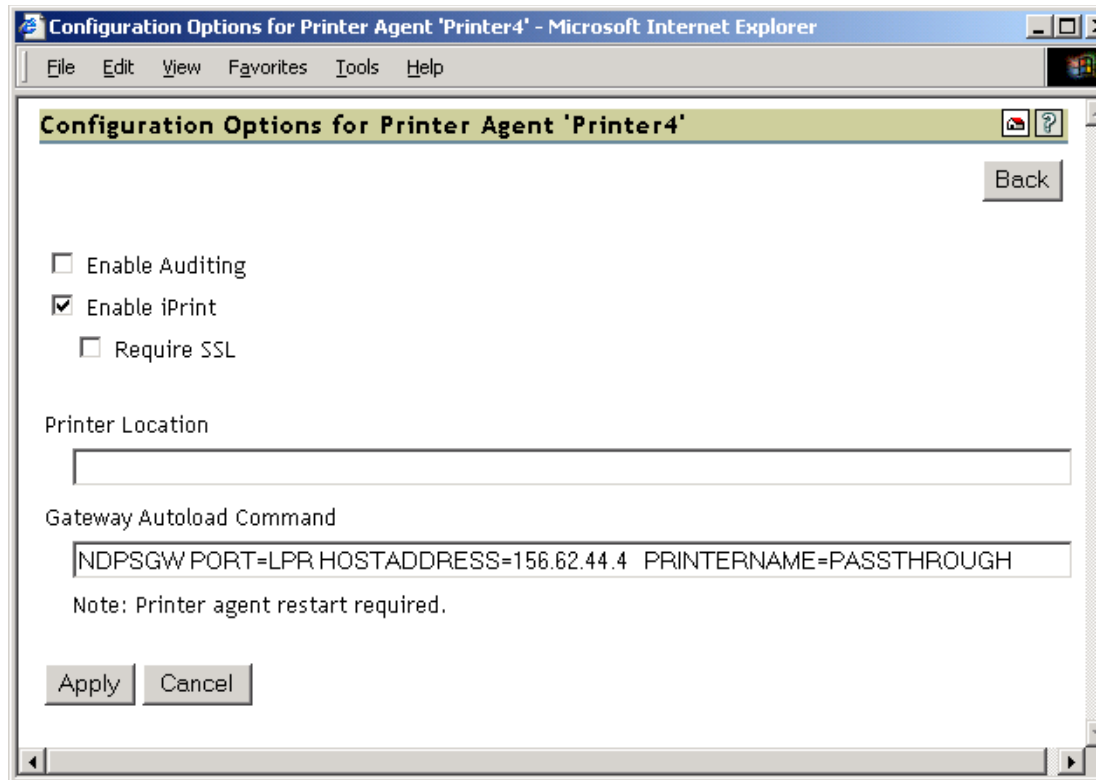 Configuration Options for Printer Agent 'Printer4' - Microsoft Internet Explorer
File Edit View Favorites Tools Help
Configuration Options for Printer Agent 'Printer4'
?
Back
Enable Auditing
Enable iPrint
Require SSL
Printer Location
Gateway Autoload Command
NDPSGW PORT=LPR HOSTADDRESS=156.62.44.4 PRINTERNAME=PASSTHROUGH
Note: Printer agent restart required.
Apply Cancel